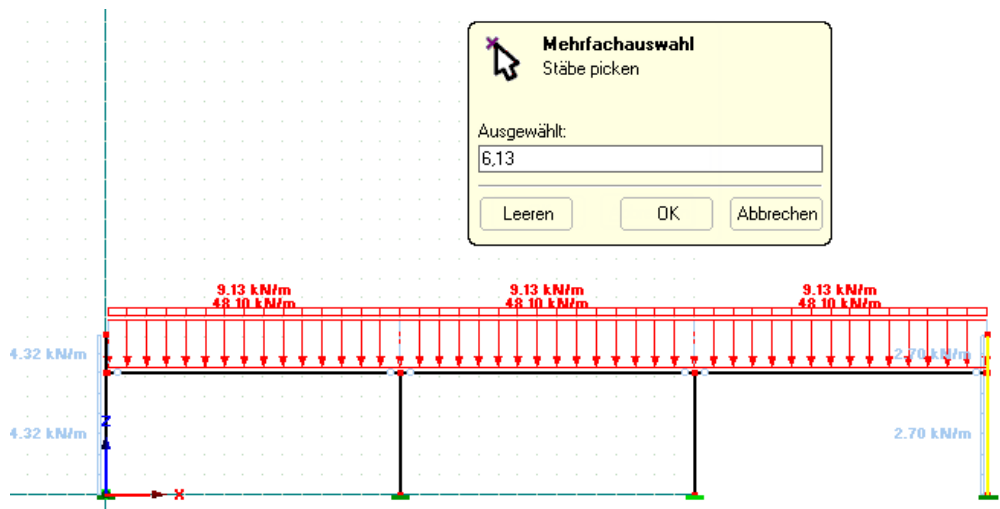 Mehrfachauswahl
Stäbe picken
Ausgewählt:
6,13
Leeren OK Abbrechen
9.13 kN/m 9.13 kN/m 9.13 kN/m
48.10 kN/m 48.10 kN/m 48.10 kN/m
4.32 kN/m 2.70 kN/m
Z
4.32 kN/m 2.70 kN/m
X